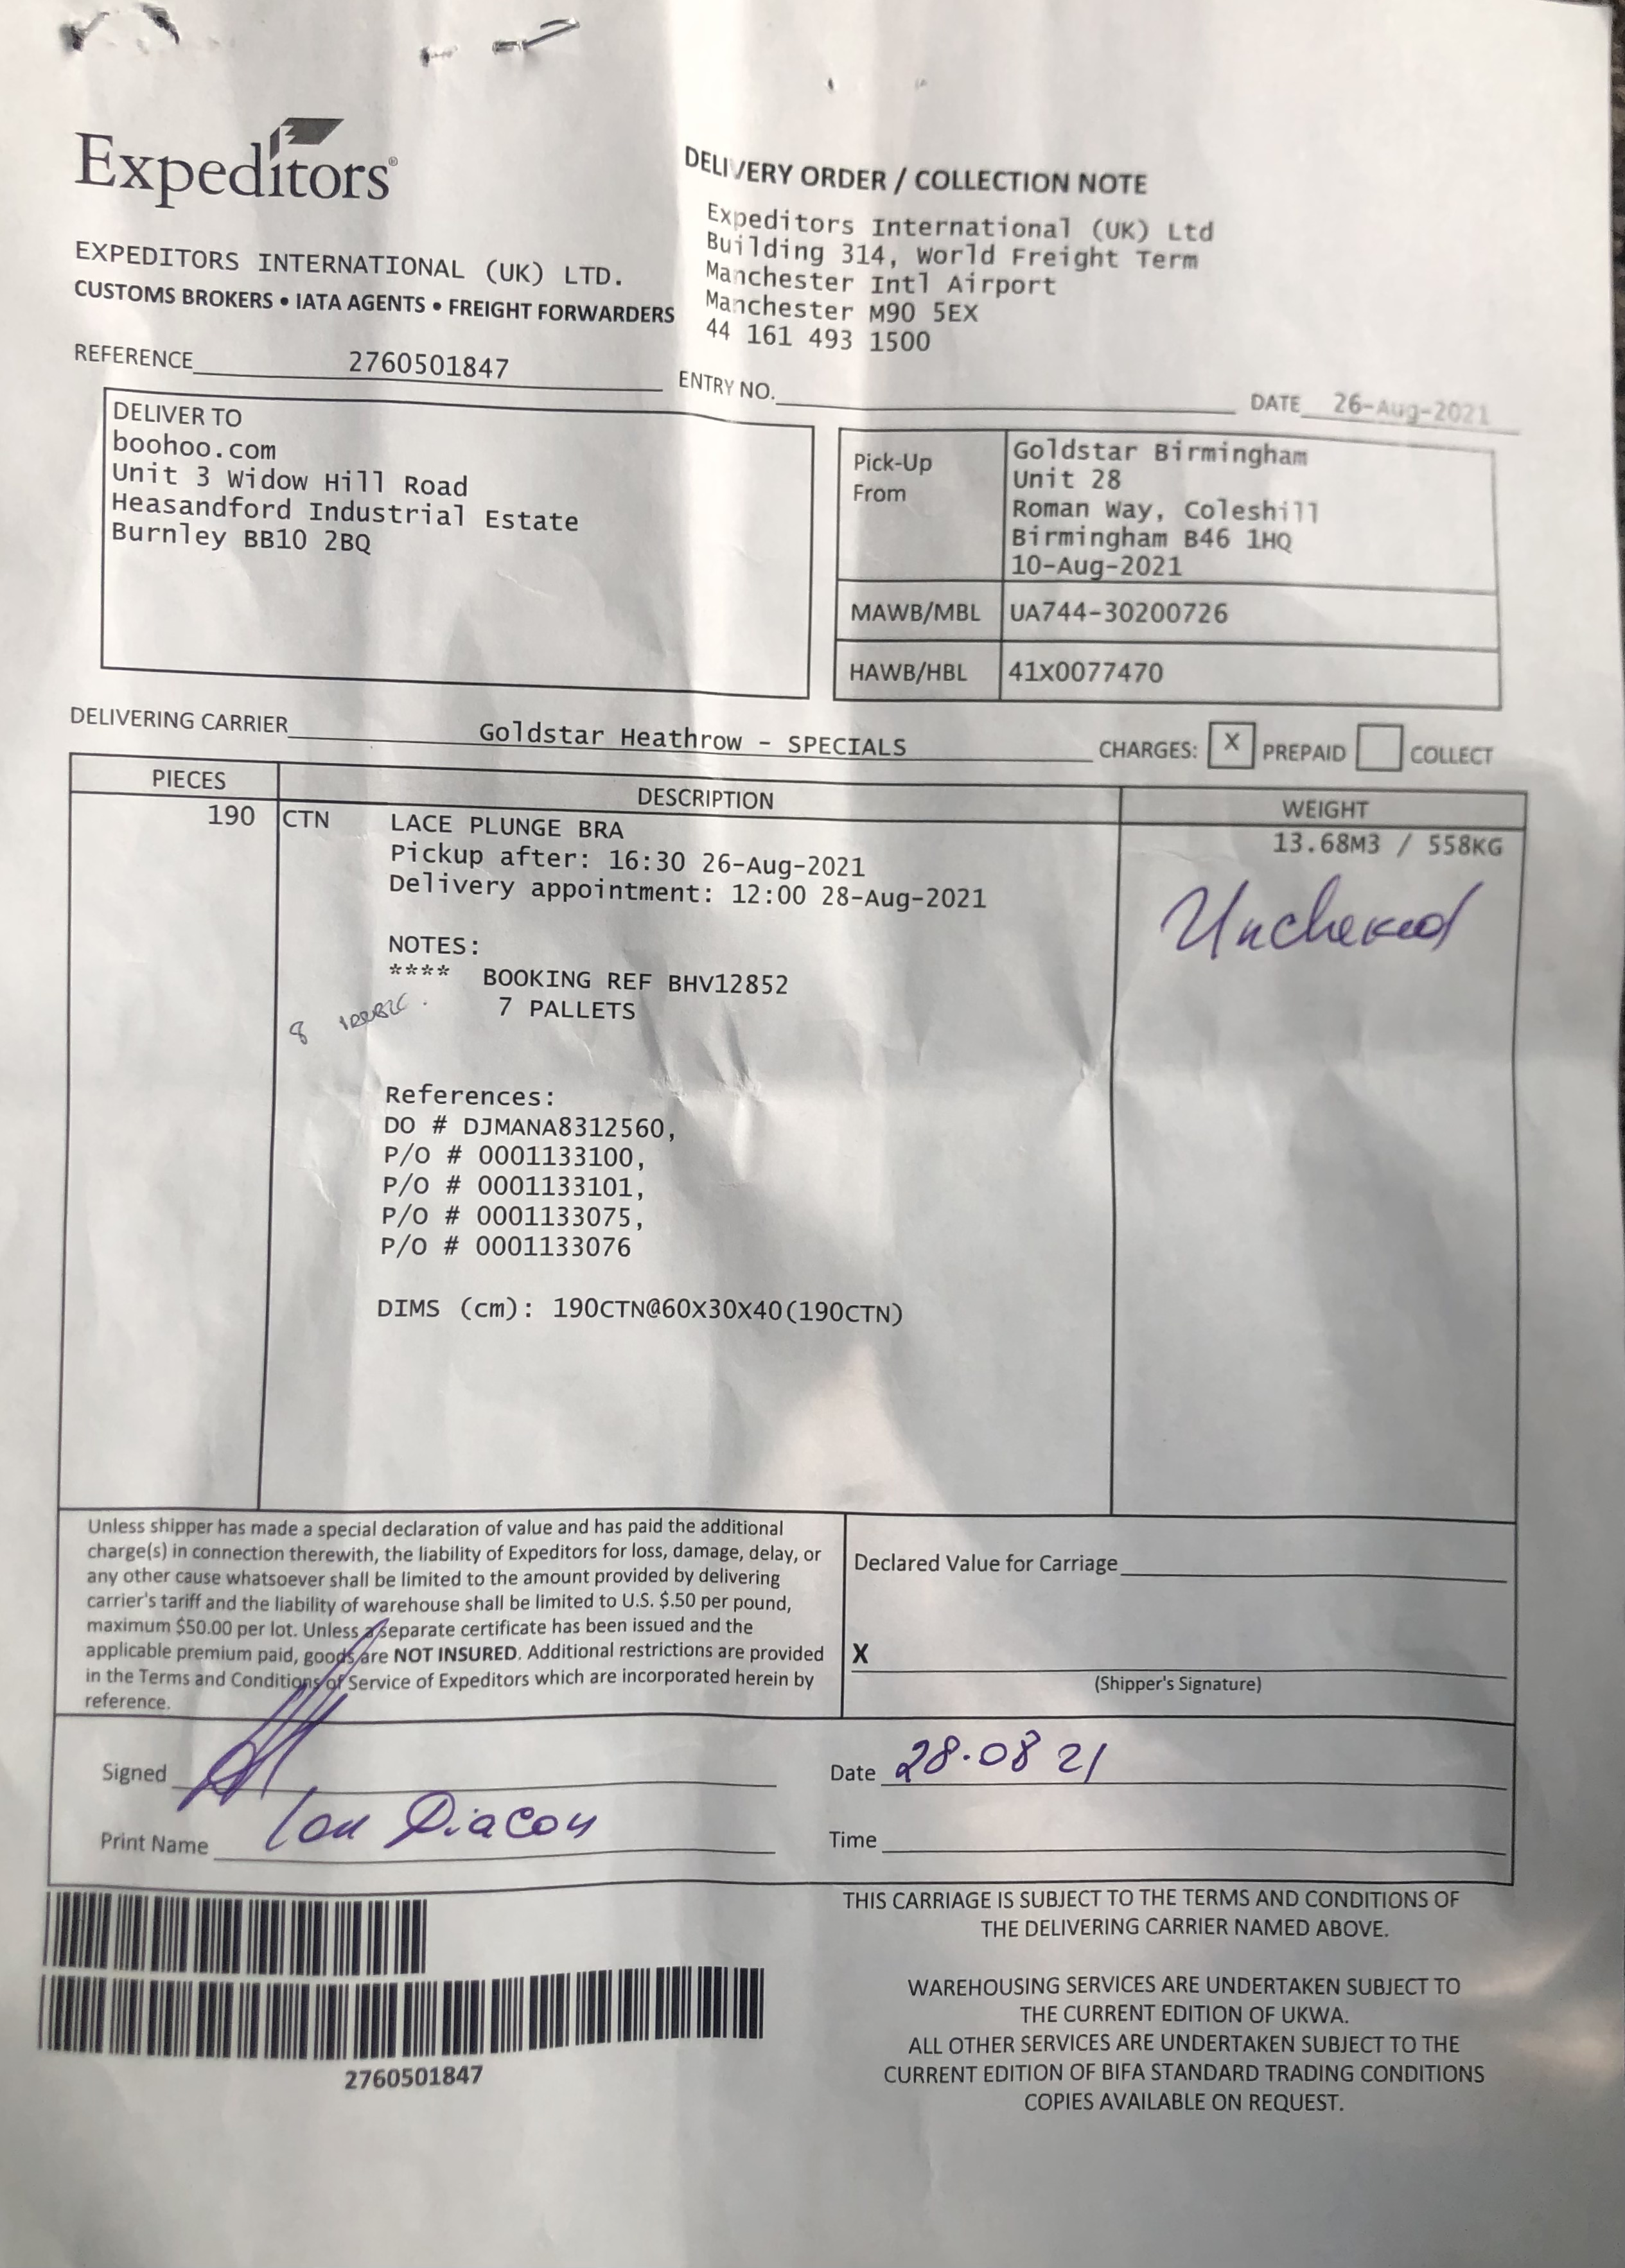 Expeditors®
DELIVERY ORDER / COLLECTION NOTE
Expeditors International (UK) Ltd
Building 314, World Freight Term
Manchester Intl Airport
Manchester M90 5EX
44 161 493 1500
EXPEDITORS INTERNATIONAL (UK) LTD.
CUSTOMS BROKERS • IATA AGENTS • FREIGHT FORWARDERS
REFERENCE 2760501847
ENTRY NO.
DATE 26-Aug-2021
DELIVER TO
boohoo.com
Unit 3 Widow Hill Road
Heasandford Industrial Estate
Burnley BB10 2BQ
Pick-Up From
Goldstar Birmingham
Unit 28
Roman Way, Coleshill
Birmingham B46 1HQ
10-Aug-2021
MAWB/MBL UA744-30200726
HAWB/HBL 41X0077470
DELIVERING CARRIER Goldstar Heathrow - SPECIALS
CHARGES: X PREPAID COLLECT
PIECES DESCRIPTION WEIGHT
190 CTN LACE PLUNGE BRA 13.68M3 / 558KG
Pickup after: 16:30 26-Aug-2021
Delivery appointment: 12:00 28-Aug-2021
NOTES:
**** BOOKING REF BHV12852
7 PALLETS
8
References:
DO # DJMANA8312560,
P/O # 0001133100,
P/O # 0001133101,
P/O # 0001133075,
P/O # 0001133076
DIMS (cm): 190CTN@60X30X40(190CTN)
Unless shipper has made a special declaration of value and has paid the additional
charge(s) in connection therewith, the liability of Expeditors for loss, damage, delay, or
any other cause whatsoever shall be limited to the amount provided by delivering
carrier's tariff and the liability of warehouse shall be limited to U.S. $.50 per pound,
maximum $50.00 per lot. Unless a separate certificate has been issued and the
applicable premium paid, goods are NOT INSURED. Additional restrictions are provided
in the Terms and Conditions of Service of Expeditors which are incorporated herein by
reference.
Declared Value for Carriage
X
(Shipper's Signature)
Signed
Date 28.08 21
Print Name Ion Diacon
Time
2760501847
THIS CARRIAGE IS SUBJECT TO THE TERMS AND CONDITIONS OF
THE DELIVERING CARRIER NAMED ABOVE.
WAREHOUSING SERVICES ARE UNDERTAKEN SUBJECT TO
THE CURRENT EDITION OF UKWA.
ALL OTHER SERVICES ARE UNDERTAKEN SUBJECT TO THE
CURRENT EDITION OF BIFA STANDARD TRADING CONDITIONS
COPIES AVAILABLE ON REQUEST.